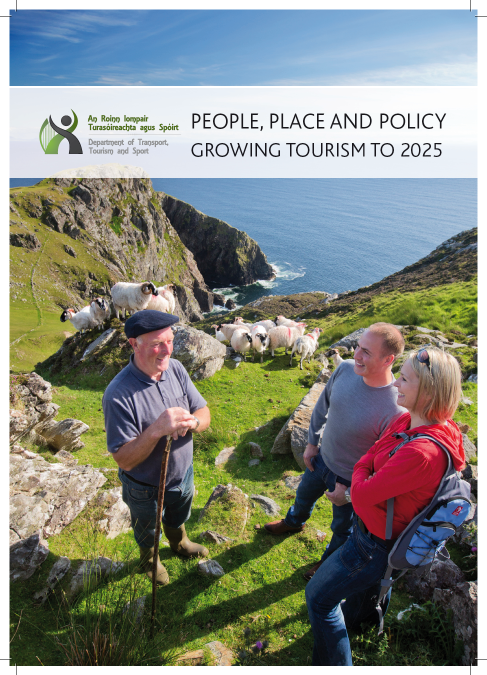 An Roinn Iompair
Turasóireachta agus Spóirt
Department of Transport,
Tourism and Sport
PEOPLE, PLACE AND POLICY
GROWING TOURISM TO 2025